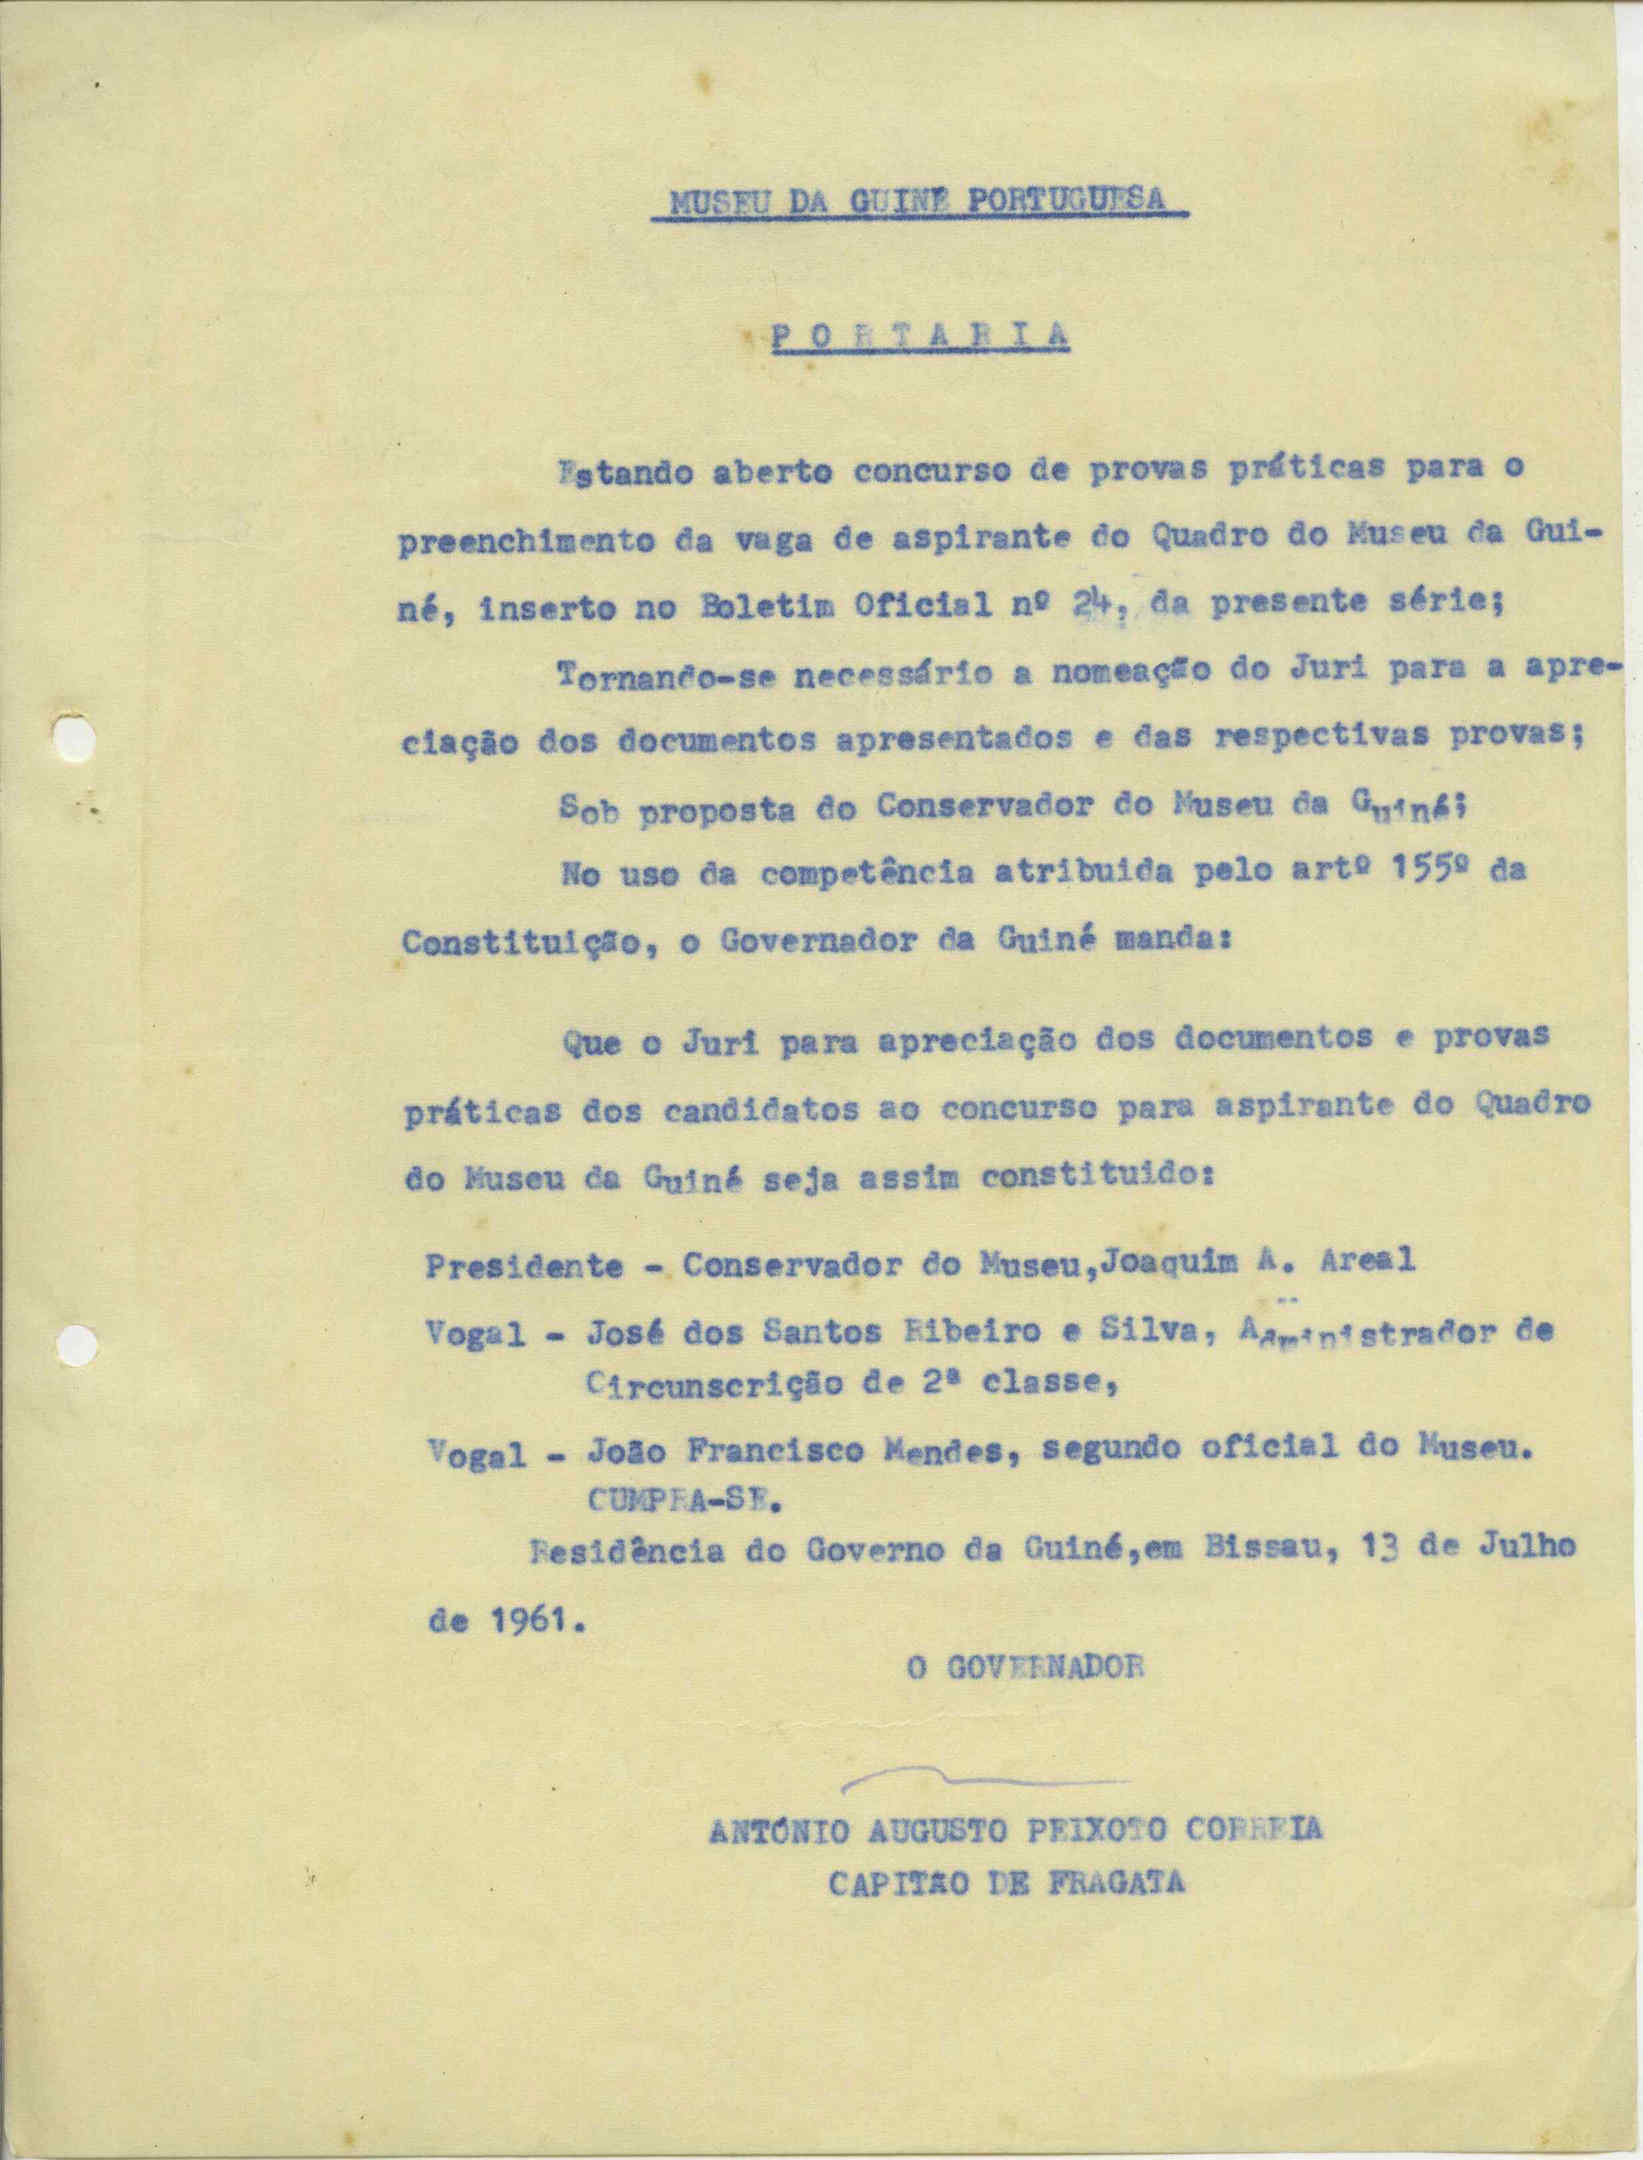 MUSEU DA GUINE PORTUGUESA
PORTARIA
Estando aberto concurso de provas práticas para o
preenchimento da vaga de aspirante do Quadro do Museu da Gui-
né, inserto no Boletim Oficial nº 24, da presente série;
Tornando-se necessário a nomeação do Juri para a apre-
ciação dos documentos apresentados e das respectivas provas;
Sob proposta do Conservador do Museu da Guiné;
No uso da competência atribuida pelo artº 155º da
Constituição, o Governador da Guiné manda:
Que o Juri para apreciação dos documentos e provas
práticas dos candidatos ao concurso para aspirante do Quadro
do Museu da Guiné seja assim constituido:
Presidente - Conservador do Museu,Joaquim A. Areal
Vogal - José dos Santos Ribeiro e Silva, Administrador de
Circunscrição de 2ª classe,
Vogal - João Francisco Mendes, segundo oficial do Museu.
CUMPRA-SE.
Residência do Governo da Guiné,em Bissau, 13 de Julho
de 1961.
O GOVERNADOR
ANTÓNIO AUGUSTO PEIXOTO CORREIA
CAPITÃO DE FRAGATA